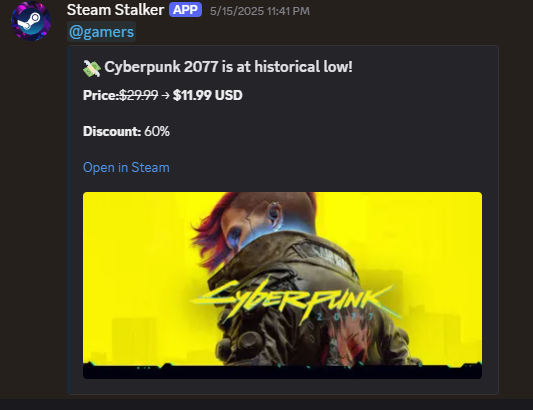 Steam Stalker APP 5/15/2025 11:41 PM
@gamers
💸 Cyberpunk 2077 is at historical low!
Price:$29.99 → $11.99 USD
Discount: 60%
Open in Steam
CYBERPUNK
2077